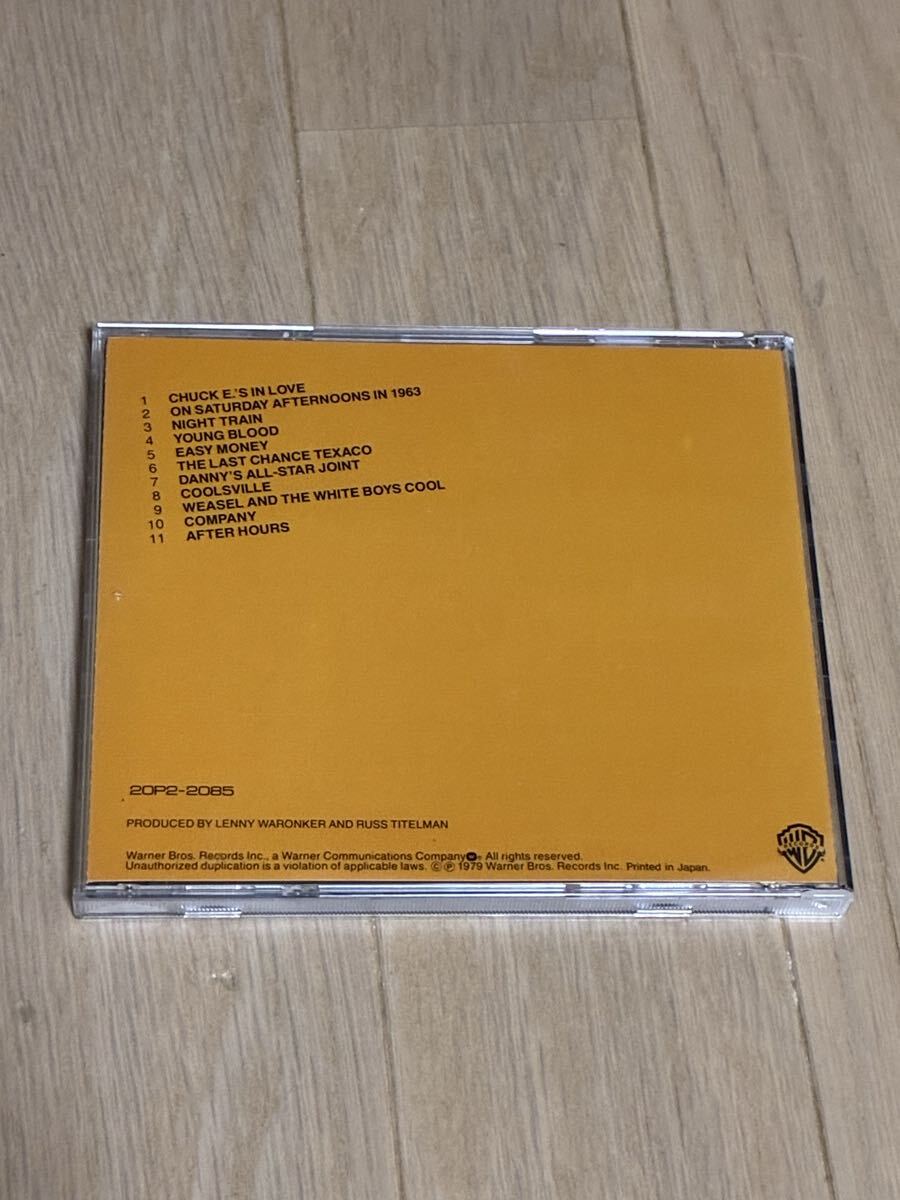 1 CHUCK E.'S IN LOVE
2 ON SATURDAY AFTERNOONS IN 1963
3 NIGHT TRAIN
4 YOUNG BLOOD
5 EASY MONEY
6 THE LAST CHANCE TEXACO
7 DANNY'S ALL-STAR JOINT
8 COOLSVILLE
9 WEASEL AND THE WHITE BOYS COOL
10 COMPANY
11 AFTER HOURS
20P2-2085
PRODUCED BY LENNY WARONKER AND RUSS TITELMAN
Warner Bros. Records Inc., a Warner Communications Company. All rights reserved.
Unauthorized duplication is a violation of applicable laws. © ℗ 1979 Warner Bros. Records Inc. Printed in Japan.